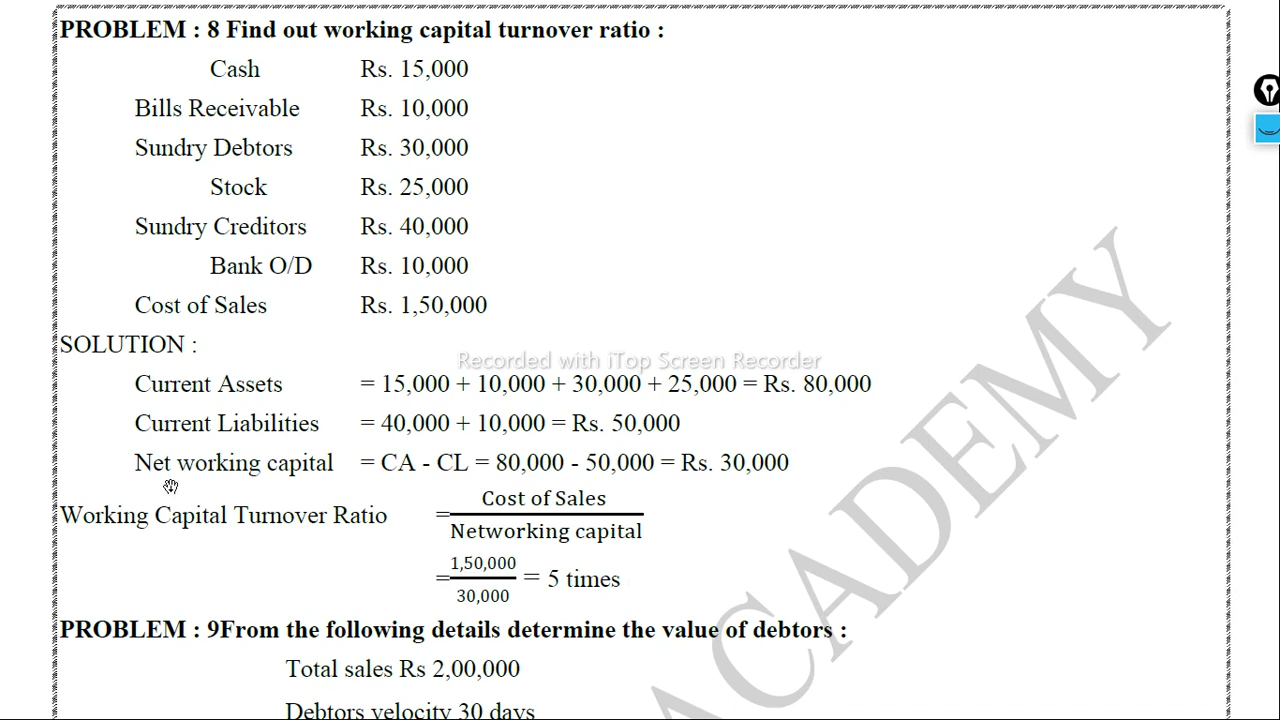 PROBLEM : 8 Find out working capital turnover ratio :
Cash Rs. 15,000
Bills Receivable Rs. 10,000
Sundry Debtors Rs. 30,000
Stock Rs. 25,000
Sundry Creditors Rs. 40,000
Bank O/D Rs. 10,000
Cost of Sales Rs. 1,50,000
SOLUTION :
Recorded with iTop Screen Recorder
Current Assets = 15,000 + 10,000 + 30,000 + 25,000 = Rs. 80,000
Current Liabilities = 40,000 + 10,000 = Rs. 50,000
Net working capital = CA - CL = 80,000 - 50,000 = Rs. 30,000
Cost of Sales
Working Capital Turnover Ratio =
Networking capital
1,50,000
= = 5 times
30,000
PROBLEM : 9From the following details determine the value of debtors :
Total sales Rs 2,00,000
Debtors velocity 30 days
ACADEMY